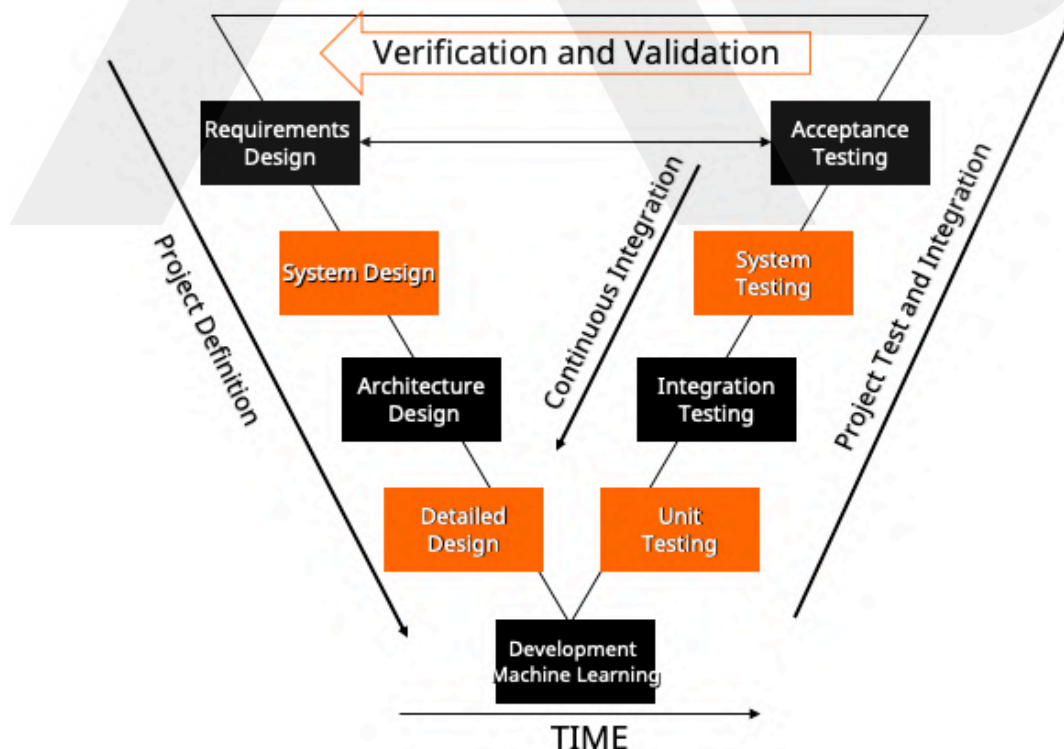 Verification and Validation
Requirements
Design
Acceptance
Testing
System Design
System
Testing
Architecture
Design
Integration
Testing
Detailed
Design
Unit
Testing
Development
Machine Learning
Project Definition
Continuous Integration
Project Test and Integration
TIME